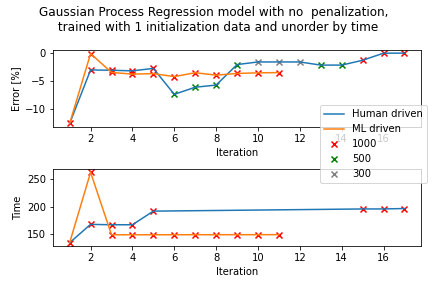 Gaussian Process Regression model with no  penalization,
trained with 1 initialization data and unorder by time
0
−5
−10
Error [%]
2 4 6 8 10 12 14 16
Iteration
Human driven
ML driven
1000
500
300
250
200
150
Time
2 4 6 8 10 12 14 16
Iteration